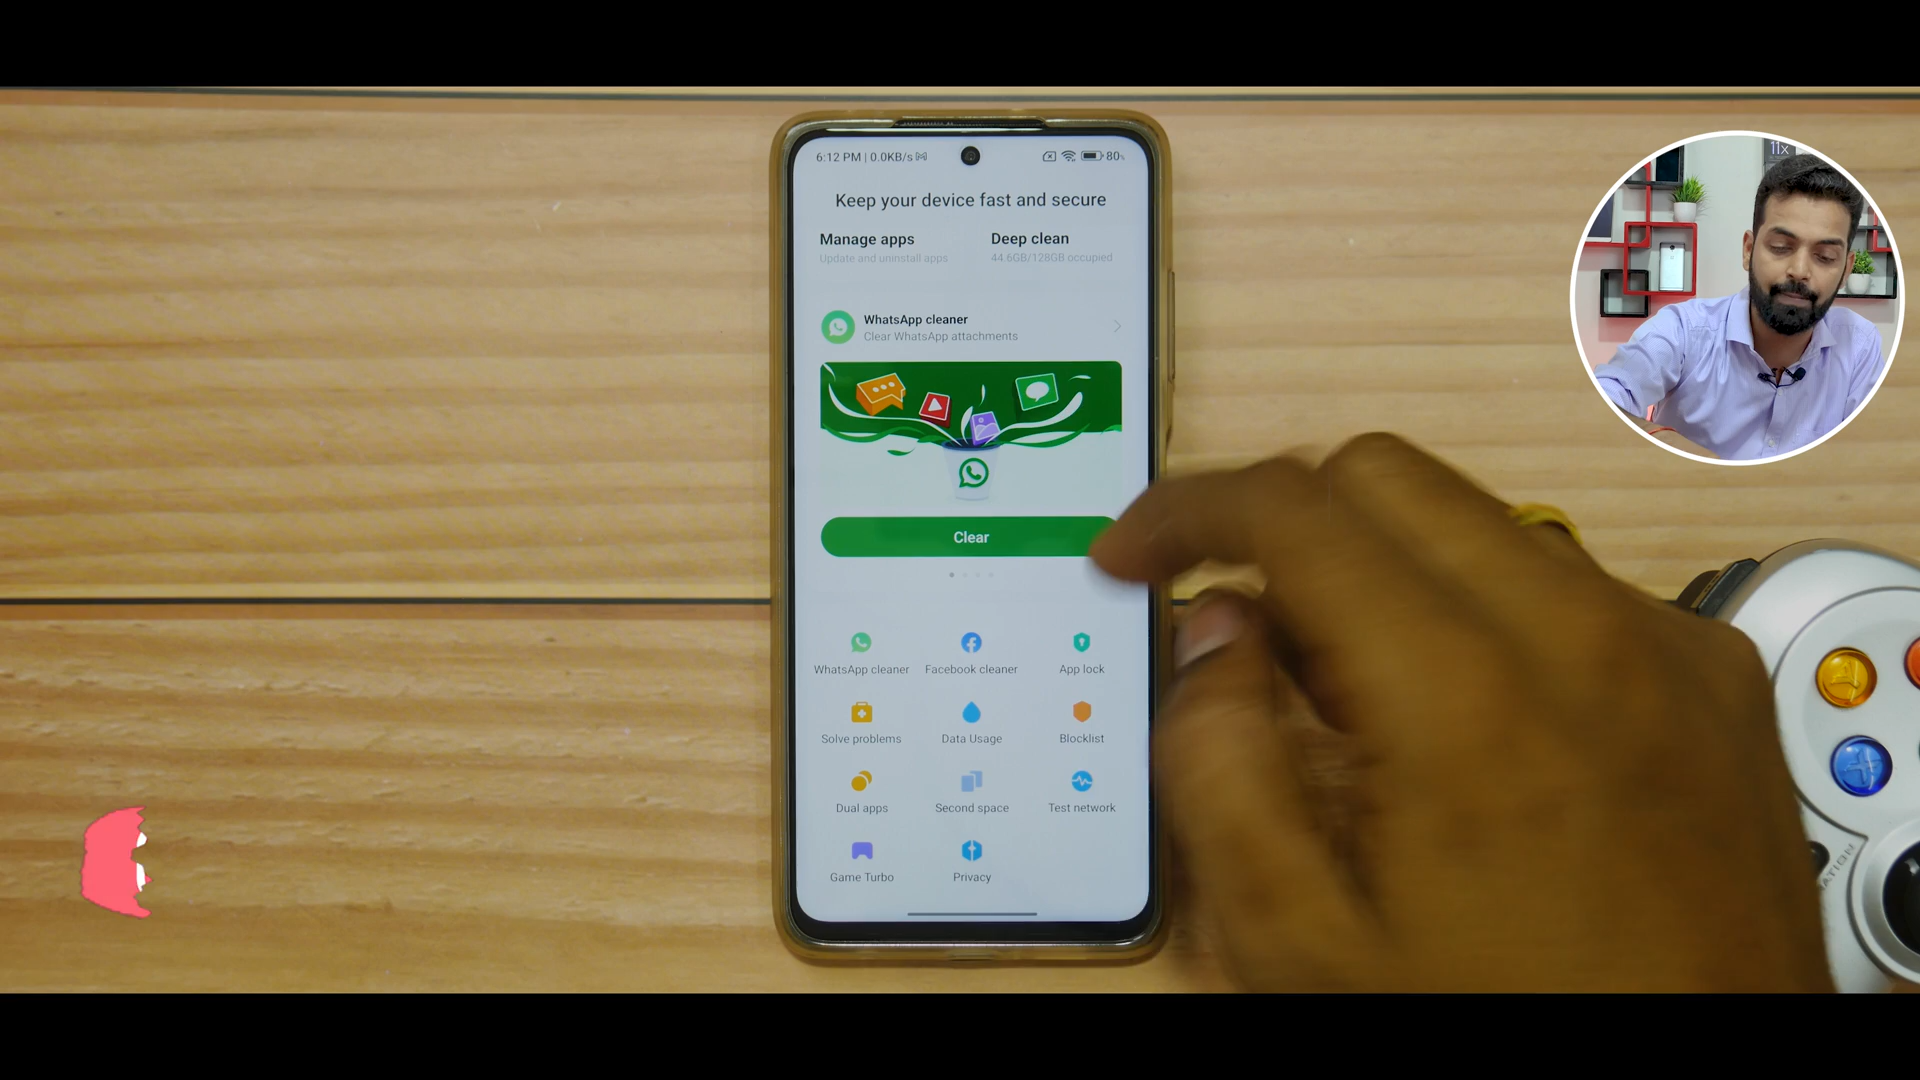 11x
6:12 PM | 0.0KB/s
80%
Keep your device fast and secure
Manage apps
Update and uninstall apps
Deep clean
44.6GB/128GB occupied
WhatsApp cleaner
Clear WhatsApp attachments
Clear
WhatsApp cleaner
Facebook cleaner
App lock
Solve problems
Data Usage
Blocklist
Dual apps
Second space
Test network
Game Turbo
Privacy